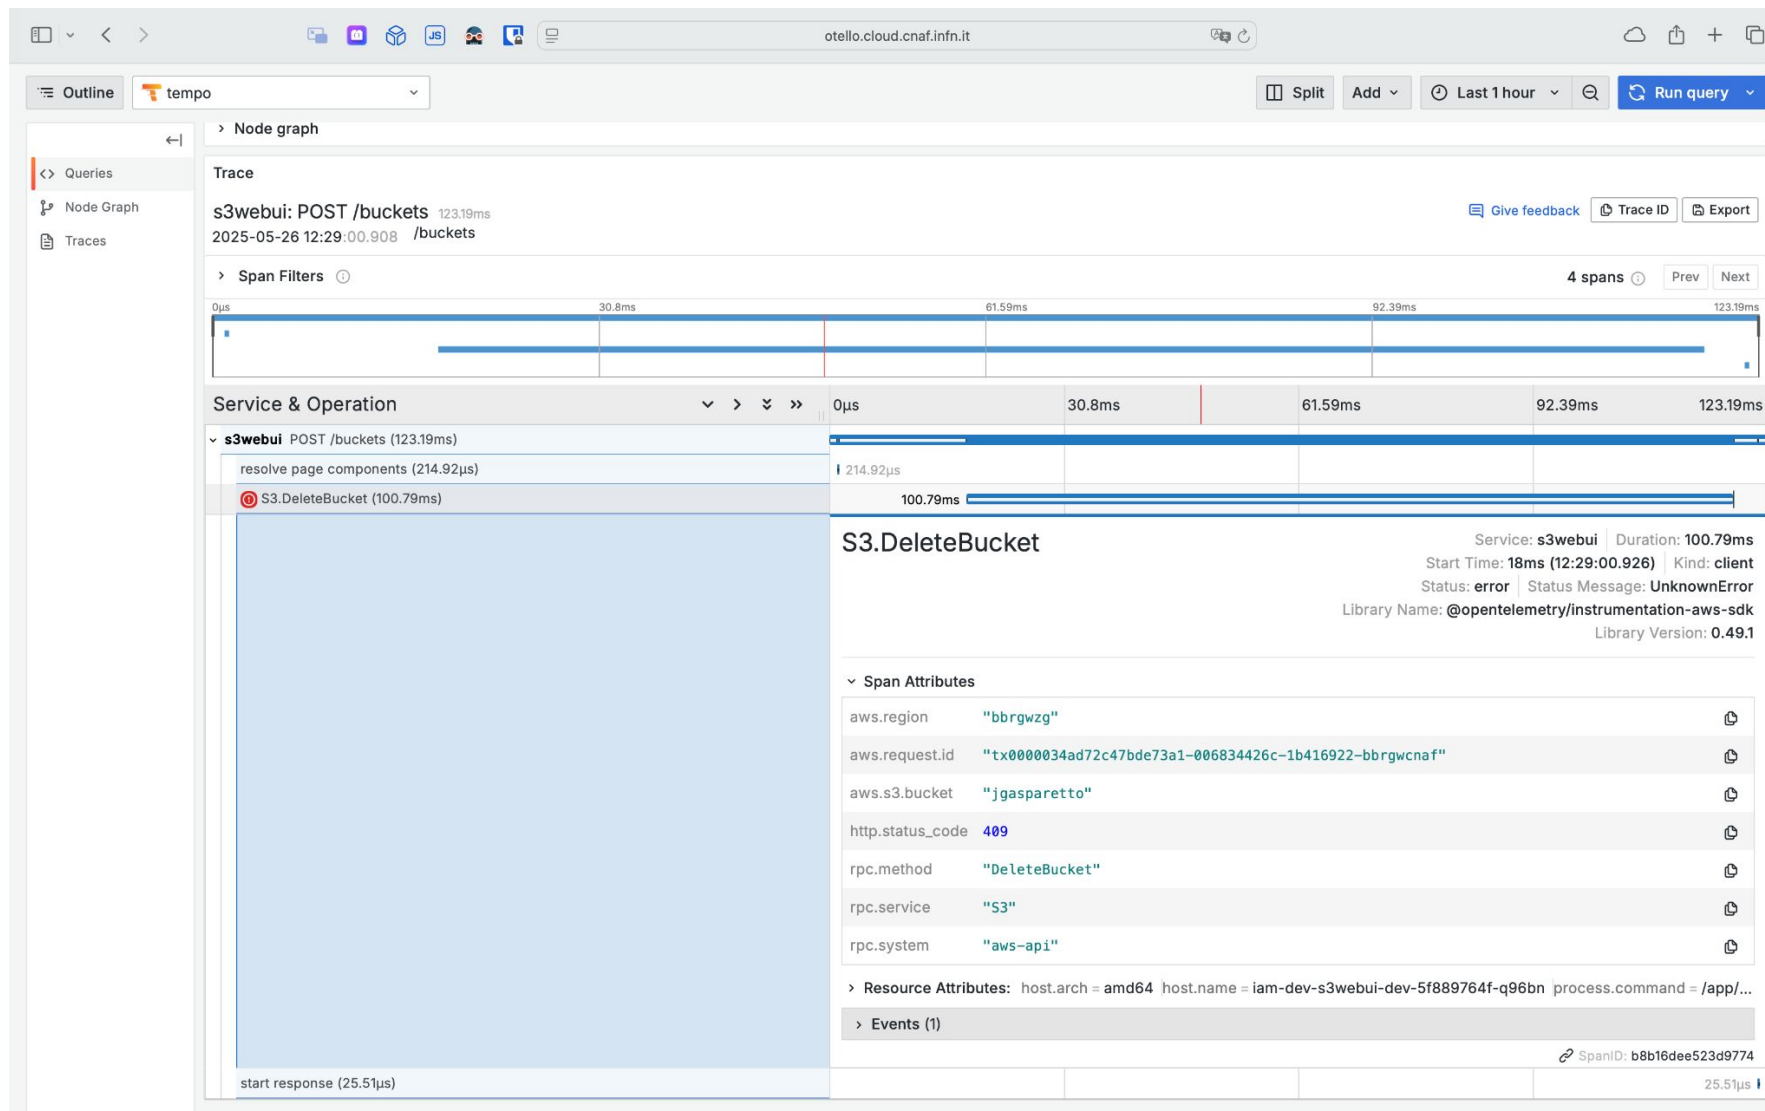 JS
otello.cloud.cnaf.infn.it
Outline
tempo
Split
Add
Last 1 hour
Run query
Node graph
Queries
Node Graph
Traces
Trace
s3webui: POST /buckets 123.19ms
2025-05-26 12:29:00.908 /buckets
Give feedback
Trace ID
Export
Span Filters
4 spans
Prev
Next
0μs 30.8ms 61.59ms 92.39ms 123.19ms
Service & Operation
0μs 30.8ms 61.59ms 92.39ms 123.19ms
s3webui POST /buckets (123.19ms)
resolve page components (214.92μs)
214.92μs
S3.DeleteBucket (100.79ms)
100.79ms
S3.DeleteBucket
Service: s3webui Duration: 100.79ms
Start Time: 18ms (12:29:00.926) Kind: client
Status: error Status Message: UnknownError
Library Name: @opentelemetry/instrumentation-aws-sdk
Library Version: 0.49.1
Span Attributes
aws.region "bbrgwzg"
aws.request.id "tx0000034ad72c47bde73a1-006834426c-1b416922-bbrgwcnaf"
aws.s3.bucket "jgasparetto"
http.status_code 409
rpc.method "DeleteBucket"
rpc.service "S3"
rpc.system "aws-api"
Resource Attributes: host.arch = amd64 host.name = iam-dev-s3webui-dev-5f889764f-q96bn process.command = /app/...
Events (1)
SpanID: b8b16dee523d9774
start response (25.51μs)
25.51μs